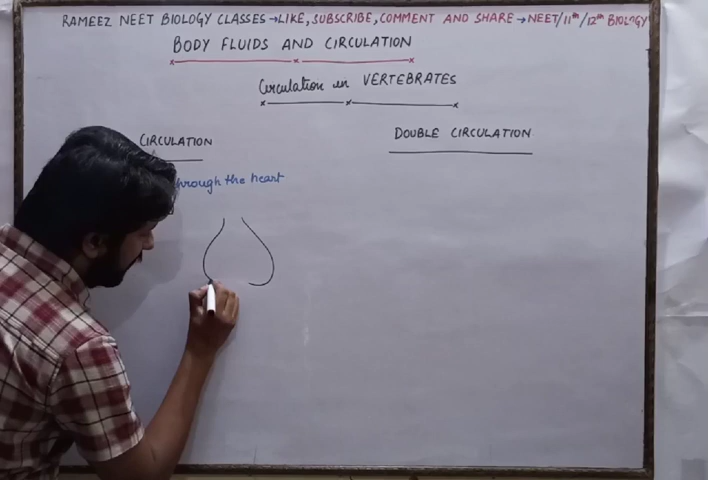 RAMEEZ NEET BIOLOGY CLASSES→LIKE, SUBSCRIBE, COMMENT AND SHARE→NEET/11th/12th BIOLOGY
BODY FLUIDS AND CIRCULATION
Circulation in VERTEBRATES
CIRCULATION
DOUBLE CIRCULATION
through the heart